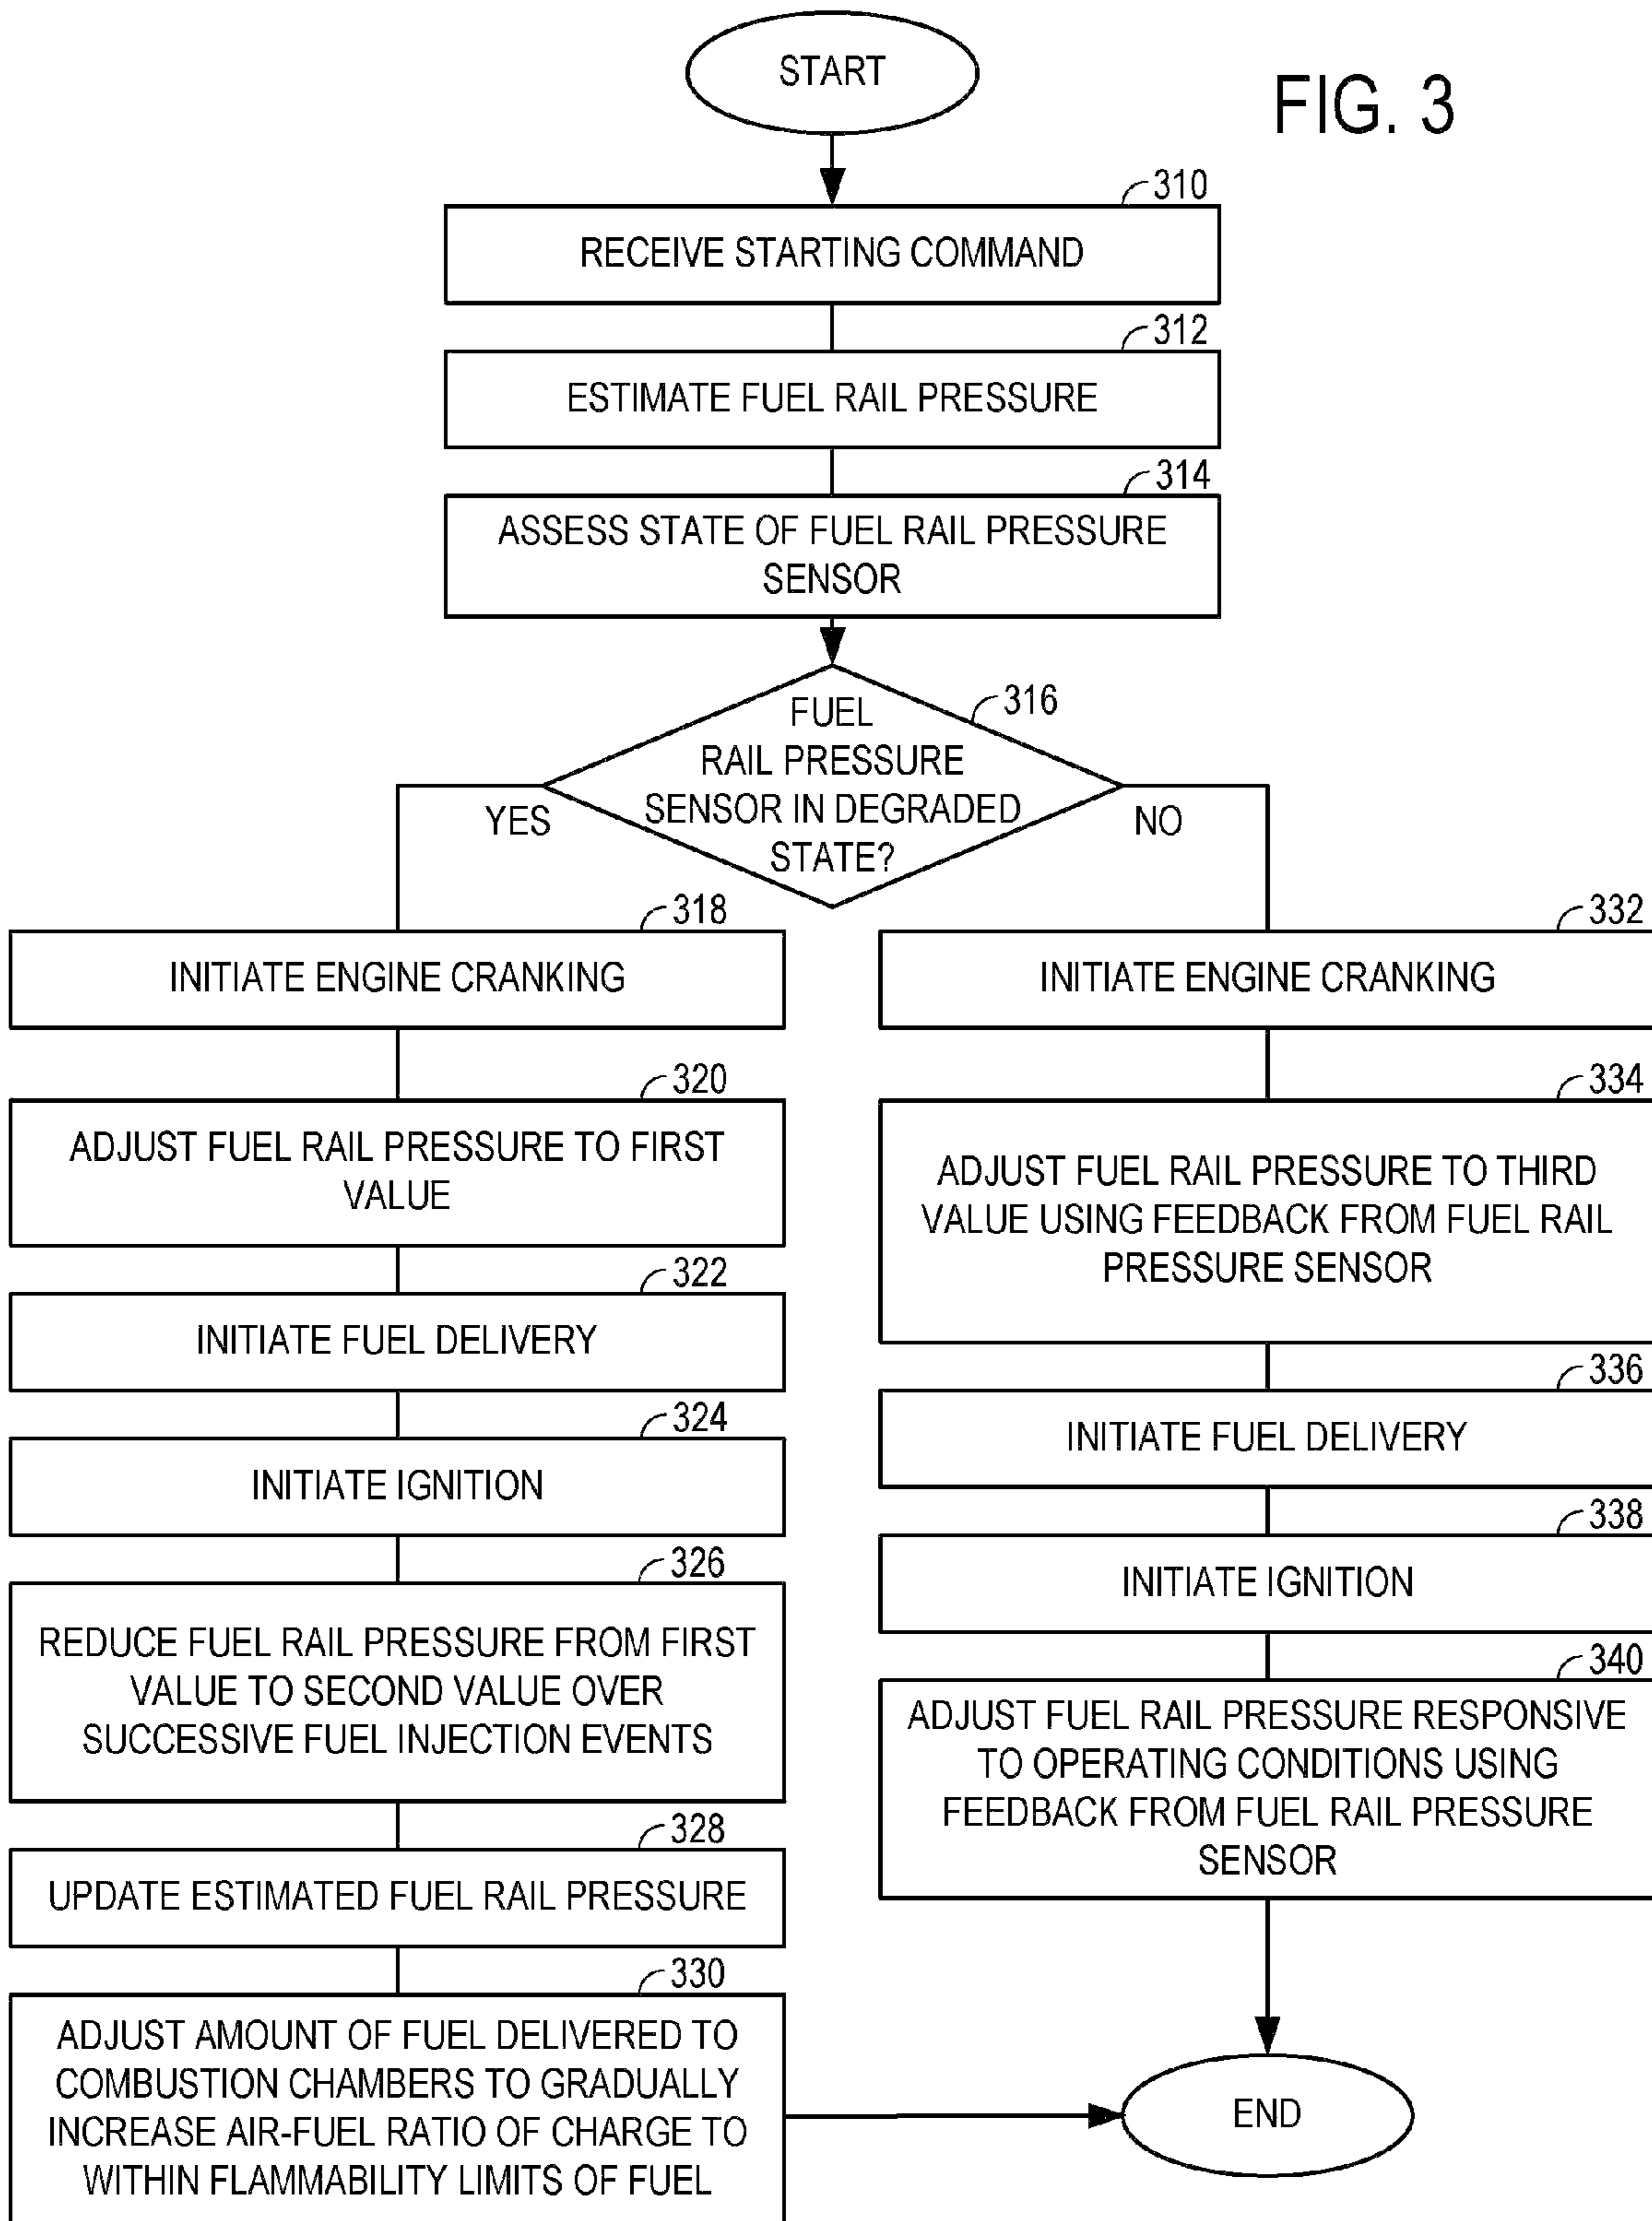 START
FIG. 3
310
RECEIVE STARTING COMMAND
312
ESTIMATE FUEL RAIL PRESSURE
314
ASSESS STATE OF FUEL RAIL PRESSURE
SENSOR
316
FUEL
RAIL PRESSURE
SENSOR IN DEGRADED
STATE?
YES
NO
318
INITIATE ENGINE CRANKING
320
ADJUST FUEL RAIL PRESSURE TO FIRST
VALUE
322
INITIATE FUEL DELIVERY
324
INITIATE IGNITION
326
REDUCE FUEL RAIL PRESSURE FROM FIRST
VALUE TO SECOND VALUE OVER
SUCCESSIVE FUEL INJECTION EVENTS
328
UPDATE ESTIMATED FUEL RAIL PRESSURE
330
ADJUST AMOUNT OF FUEL DELIVERED TO
COMBUSTION CHAMBERS TO GRADUALLY
INCREASE AIR-FUEL RATIO OF CHARGE TO
WITHIN FLAMMABILITY LIMITS OF FUEL
332
INITIATE ENGINE CRANKING
334
ADJUST FUEL RAIL PRESSURE TO THIRD
VALUE USING FEEDBACK FROM FUEL RAIL
PRESSURE SENSOR
336
INITIATE FUEL DELIVERY
338
INITIATE IGNITION
340
ADJUST FUEL RAIL PRESSURE RESPONSIVE
TO OPERATING CONDITIONS USING
FEEDBACK FROM FUEL RAIL PRESSURE
SENSOR
END